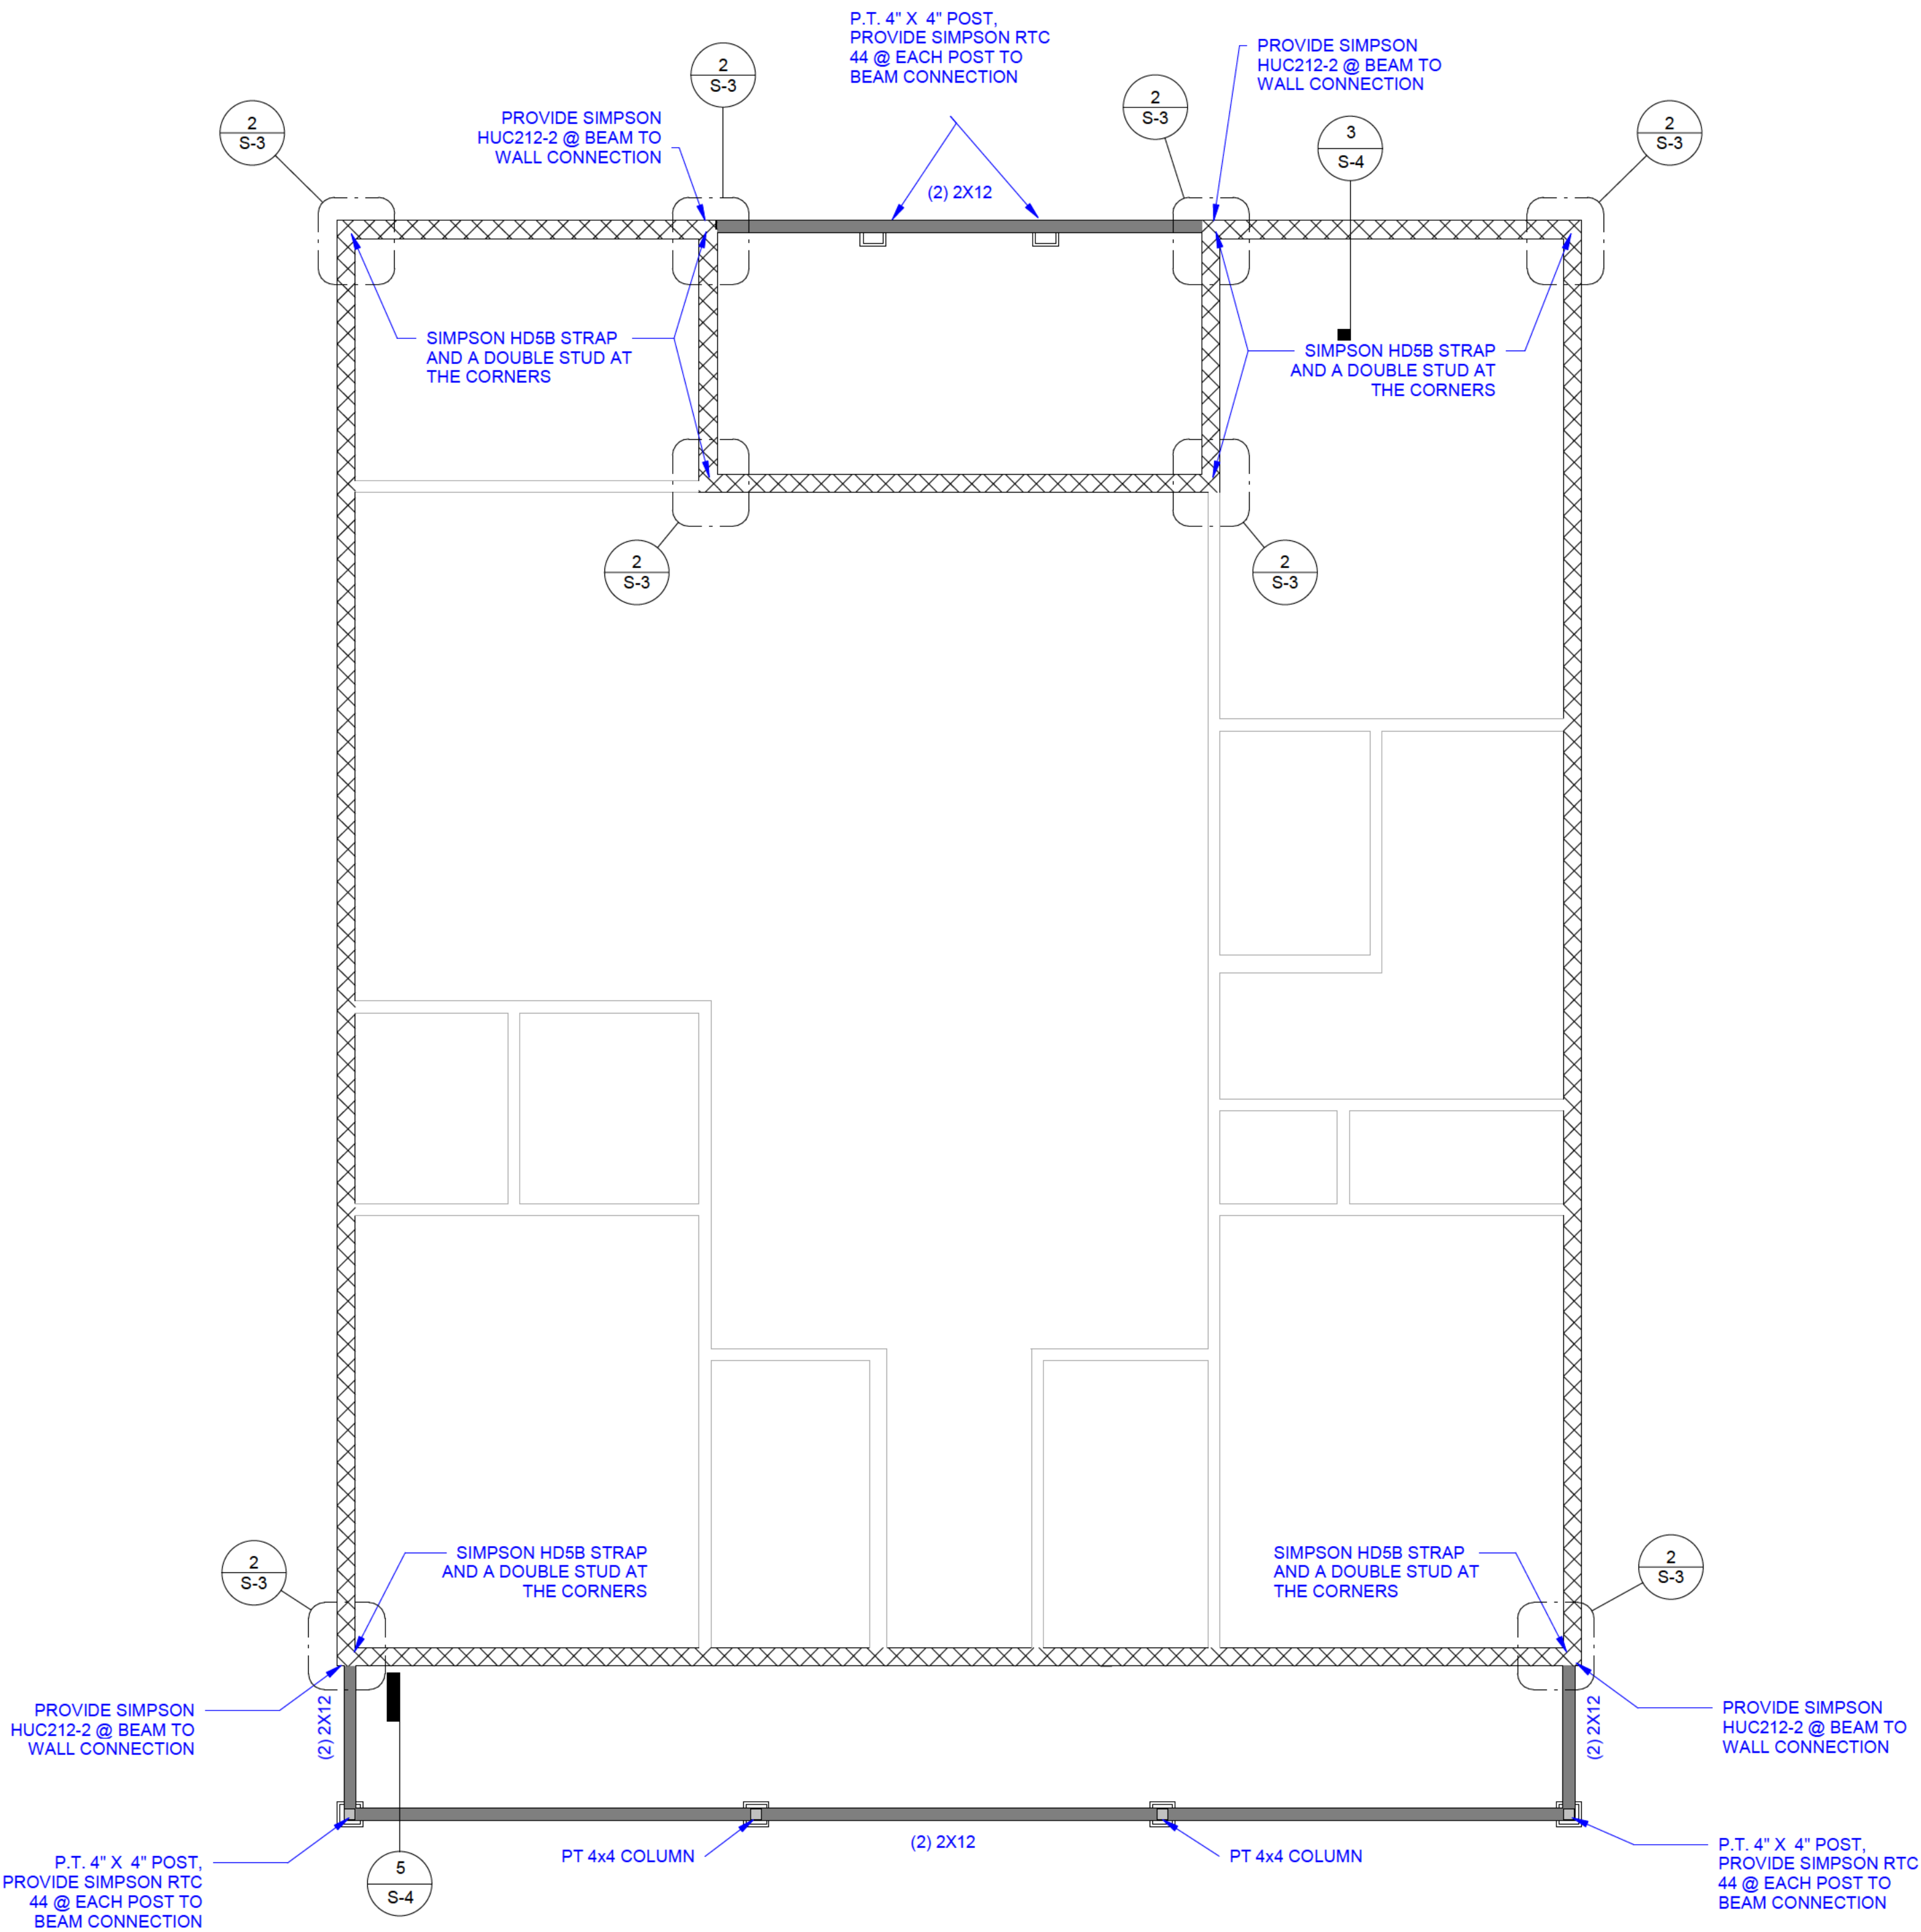 P.T. 4" X 4" POST,
PROVIDE SIMPSON RTC
44 @ EACH POST TO
BEAM CONNECTION
PROVIDE SIMPSON
HUC212-2 @ BEAM TO
WALL CONNECTION
2
S-3
2
S-3
2
S-3
PROVIDE SIMPSON
HUC212-2 @ BEAM TO
WALL CONNECTION
3
S-4
2
S-3
(2) 2X12
SIMPSON HD5B STRAP
AND A DOUBLE STUD AT
THE CORNERS
SIMPSON HD5B STRAP
AND A DOUBLE STUD AT
THE CORNERS
2
S-3
2
S-3
2
S-3
SIMPSON HD5B STRAP
AND A DOUBLE STUD AT
THE CORNERS
SIMPSON HD5B STRAP
AND A DOUBLE STUD AT
THE CORNERS
2
S-3
PROVIDE SIMPSON
HUC212-2 @ BEAM TO
WALL CONNECTION
(2) 2X12
(2) 2X12
PROVIDE SIMPSON
HUC212-2 @ BEAM TO
WALL CONNECTION
P.T. 4" X 4" POST,
PROVIDE SIMPSON RTC
44 @ EACH POST TO
BEAM CONNECTION
5
S-4
PT 4x4 COLUMN
(2) 2X12
PT 4x4 COLUMN
P.T. 4" X 4" POST,
PROVIDE SIMPSON RTC
44 @ EACH POST TO
BEAM CONNECTION